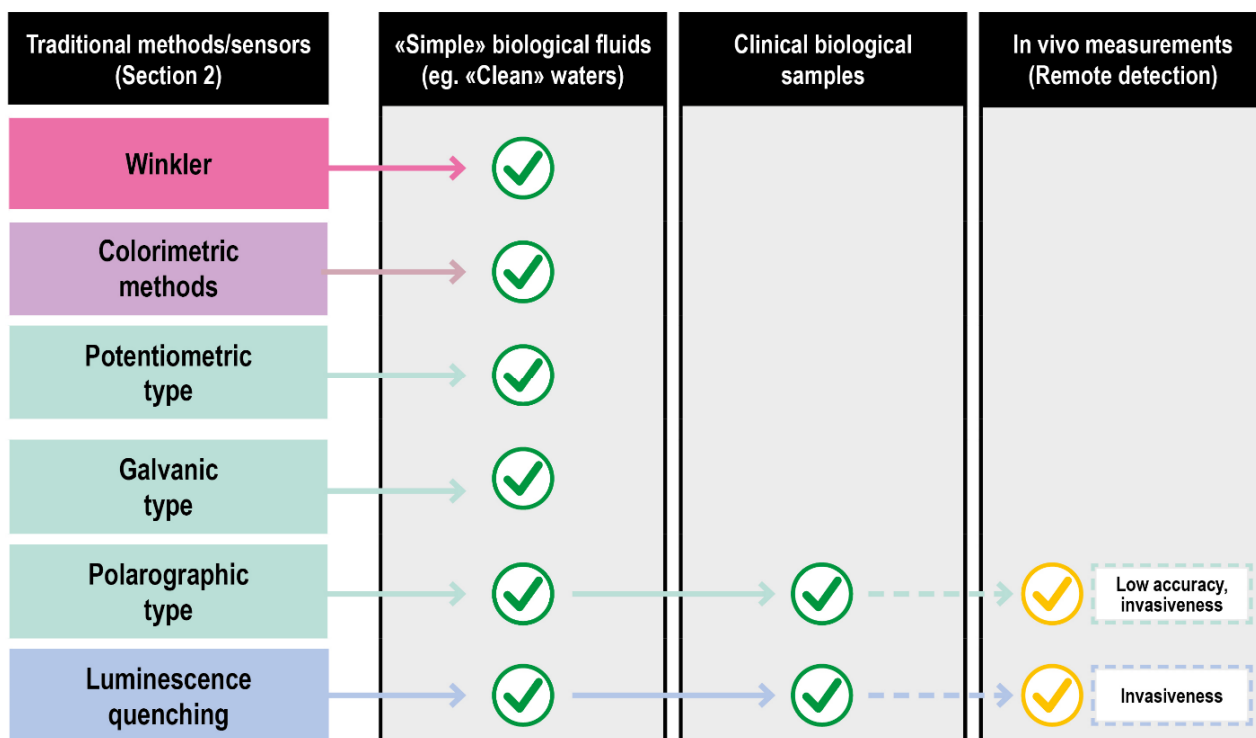 Traditional methods/sensors
(Section 2)
«Simple» biological fluids
(eg. «Clean» waters)
Clinical biological
samples
In vivo measurements
(Remote detection)
Winkler
Colorimetric
methods
Potentiometric
type
Galvanic
type
Polarographic
type
Low accuracy,
invasiveness
Luminescence
quenching
Invasiveness